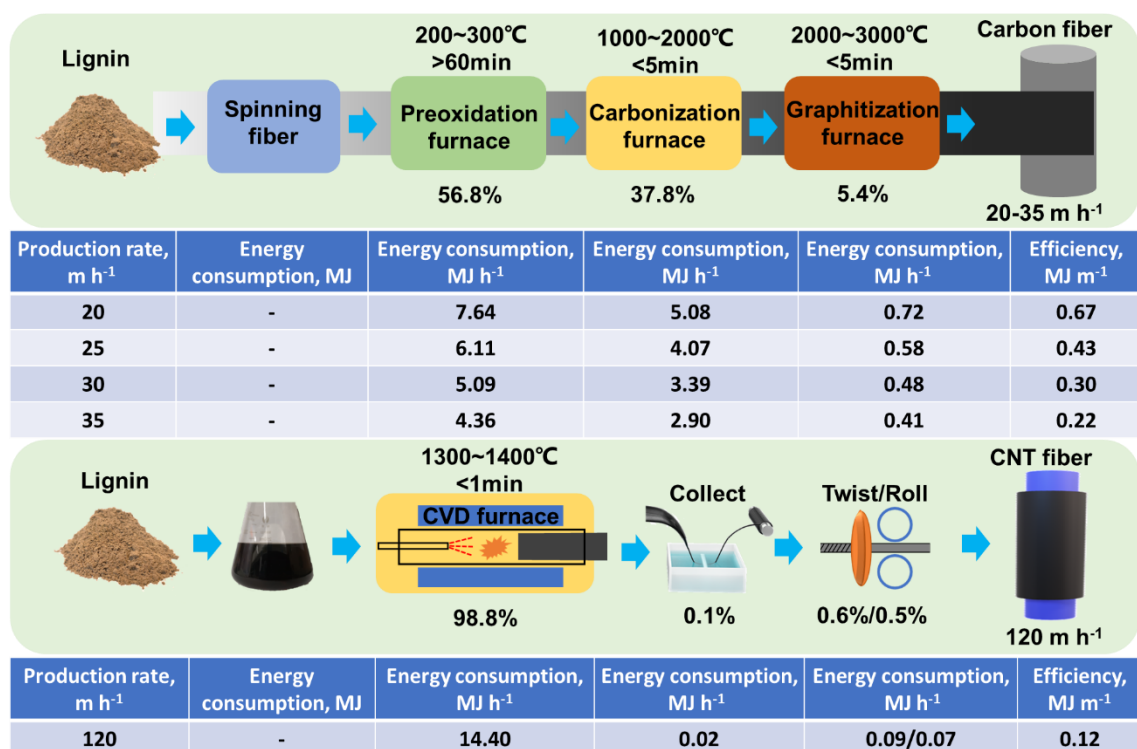 Lignin
200~300℃
>60min
1000~2000℃
<5min
2000~3000℃
<5min
Carbon fiber
Spinning
fiber
Preoxidation
furnace
Carbonization
furnace
Graphitization
furnace
56.8%
37.8%
5.4%
20-35 m h⁻¹
Production rate, m h⁻¹ Energy consumption, MJ Energy consumption, MJ h⁻¹ Energy consumption, MJ h⁻¹ Energy consumption, MJ h⁻¹ Efficiency, MJ m⁻¹
20 - 7.64 5.08 0.72 0.67
25 - 6.11 4.07 0.58 0.43
30 - 5.09 3.39 0.48 0.30
35 - 4.36 2.90 0.41 0.22
Lignin
1300~1400℃
<1min
CVD furnace
Collect
Twist/Roll
CNT fiber
98.8%
0.1%
0.6%/0.5%
120 m h⁻¹
Production rate, m h⁻¹ Energy consumption, MJ Energy consumption, MJ h⁻¹ Energy consumption, MJ h⁻¹ Energy consumption, MJ h⁻¹ Efficiency, MJ m⁻¹
120 - 14.40 0.02 0.09/0.07 0.12